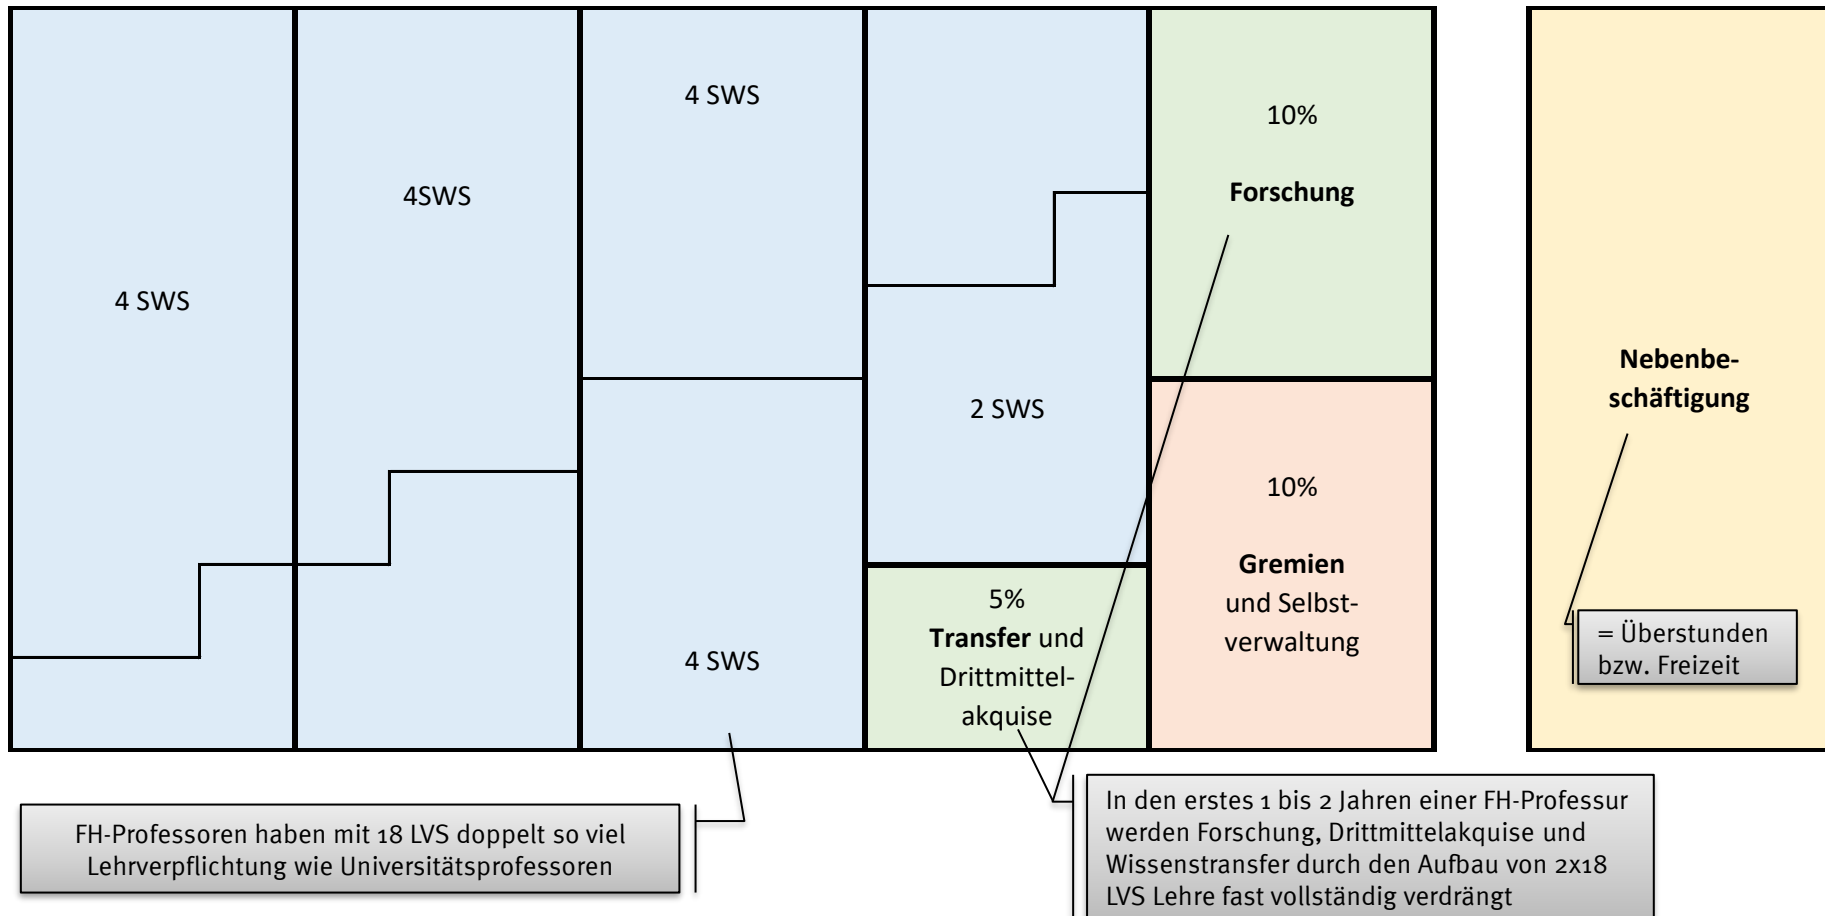 4 SWS
4SWS
4 SWS
4 SWS
2 SWS
5%
Transfer und
Drittmittel-
akquise
10%
Forschung
10%
Gremien
und Selbst-
verwaltung
Nebenbe-
schäftigung
= Überstunden
bzw. Freizeit
FH-Professoren haben mit 18 LVS doppelt so viel
Lehrverpflichtung wie Universitätsprofessoren
In den erstes 1 bis 2 Jahren einer FH-Professur
werden Forschung, Drittmittelakquise und
Wissenstransfer durch den Aufbau von 2x18
LVS Lehre fast vollständig verdrängt